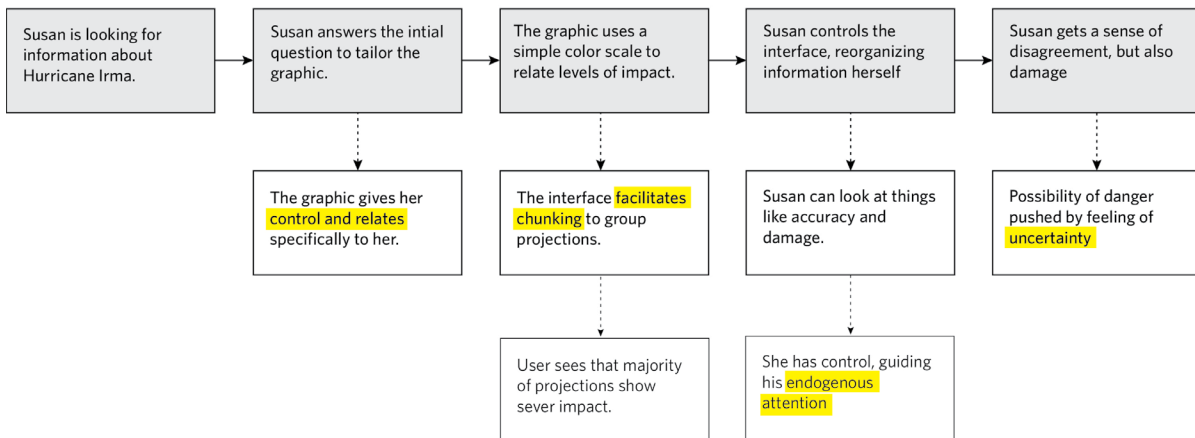 Susan is looking for
information about
Hurricane Irma.
Susan answers the intial
question to tailor the
graphic.
The graphic uses a
simple color scale to
relate levels of impact.
Susan controls the
interface, reorganizing
information herself
Susan gets a sense of
disagreement, but also
damage
The graphic gives her
control and relates
specifically to her.
The interface facilitates
chunking to group
projections.
Susan can look at things
like accuracy and
damage.
Possibility of danger
pushed by feeling of
uncertainty
User sees that majority
of projections show
sever impact.
She has control, guiding
his endogenous
attention